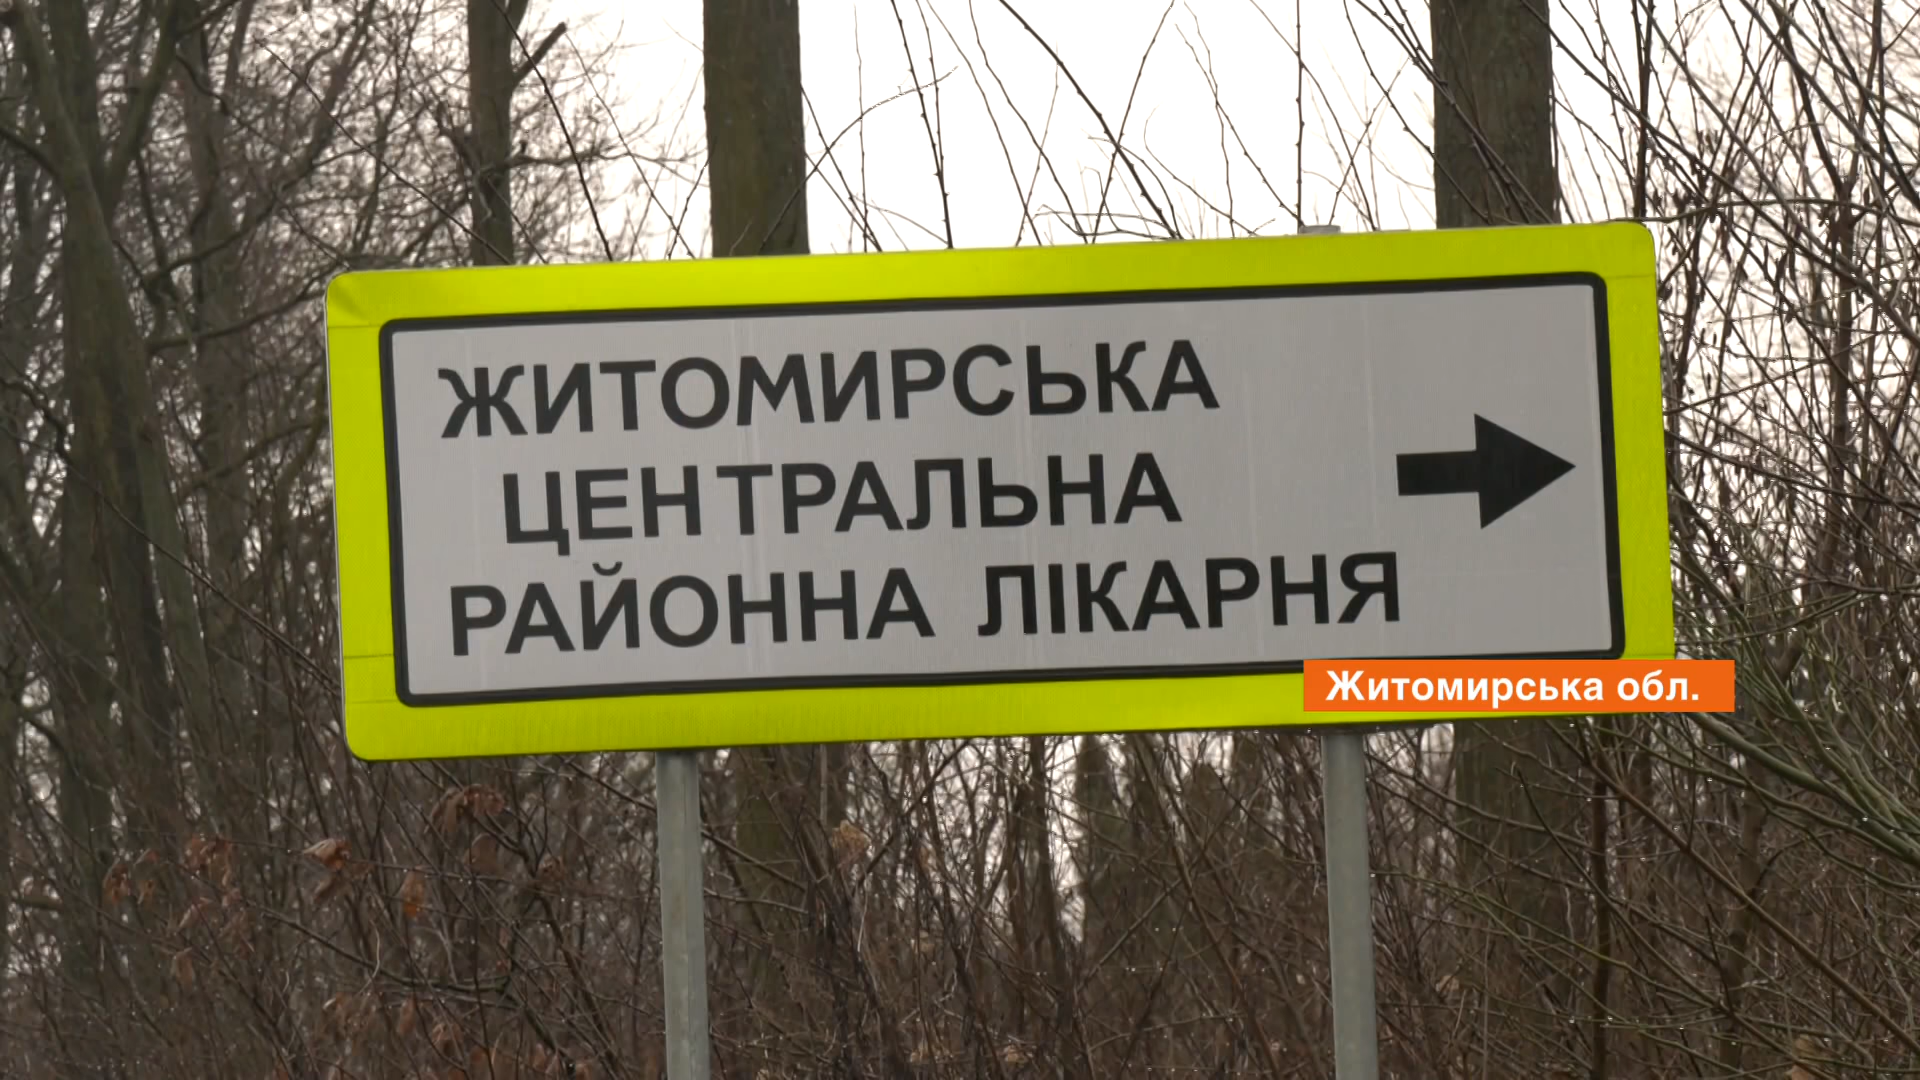 ЖИТОМИРСЬКА
ЦЕНТРАЛЬНА
РАЙОННА ЛІКАРНЯ
Житомирська обл.